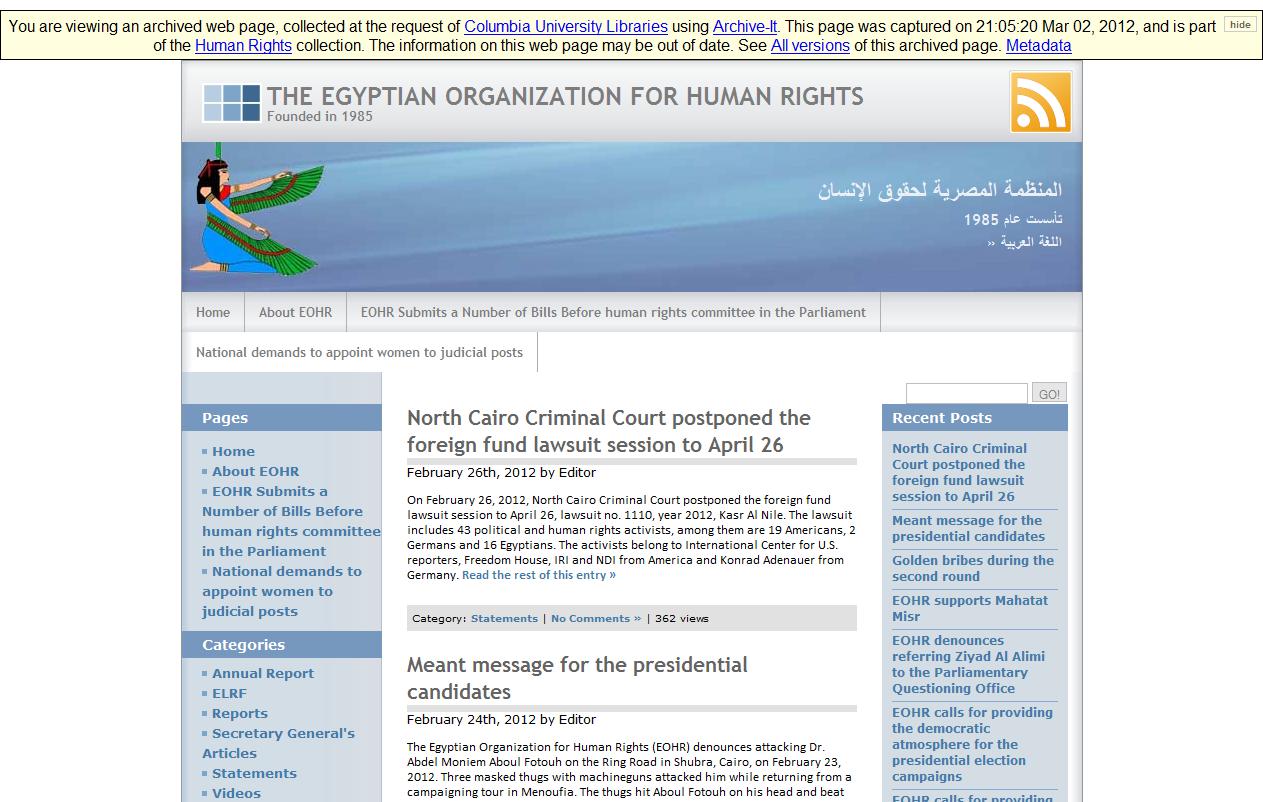 You are viewing an archived web page, collected at the request of Columbia University Libraries using Archive-It. This page was captured on 21:05:20 Mar 02, 2012, and is part
hide
of the Human Rights collection. The information on this web page may be out of date. See All versions of this archived page. Metadata
THE EGYPTIAN ORGANIZATION FOR HUMAN RIGHTS
Founded in 1985
المنظمة المصرية لحقوق الإنسان
تأسست عام 1985
اللغة العربية »
Home
About EOHR
EOHR Submits a Number of Bills Before human rights committee in the Parliament
National demands to appoint women to judicial posts
GO!
Pages
Home
About EOHR
EOHR Submits a
Number of Bills Before
human rights committee
in the Parliament
National demands to
appoint women to
judicial posts
Categories
Annual Report
ELRF
Reports
Secretary General's
Articles
Statements
Videos
North Cairo Criminal Court postponed the
foreign fund lawsuit session to April 26
February 26th, 2012 by Editor
On February 26, 2012, North Cairo Criminal Court postponed the foreign fund
lawsuit session to April 26, lawsuit no. 1110, year 2012, Kasr Al Nile. The lawsuit
includes 43 political and human rights activists, among them are 19 Americans, 2
Germans and 16 Egyptians. The activists belong to International Center for U.S.
reporters, Freedom House, IRI and NDI from America and Konrad Adenauer from
Germany. Read the rest of this entry »
Category: Statements | No Comments » | 362 views
Meant message for the presidential
candidates
February 24th, 2012 by Editor
The Egyptian Organization for Human Rights (EOHR) denounces attacking Dr.
Abdel Moniem Aboul Fotouh on the Ring Road in Shubra, Cairo, on February 23,
2012. Three masked thugs with machineguns attacked him while returning from a
campaigning tour in Menoufia. The thugs hit Aboul Fotouh on his head and beat
Recent Posts
North Cairo Criminal
Court postponed the
foreign fund lawsuit
session to April 26
Meant message for the
presidential candidates
Golden bribes during the
second round
EOHR supports Mahatat
Misr
EOHR denounces
referring Ziyad Al Alimi
to the Parliamentary
Questioning Office
EOHR calls for providing
the democratic
atmosphere for the
presidential election
campaigns
EOHR calls for providing